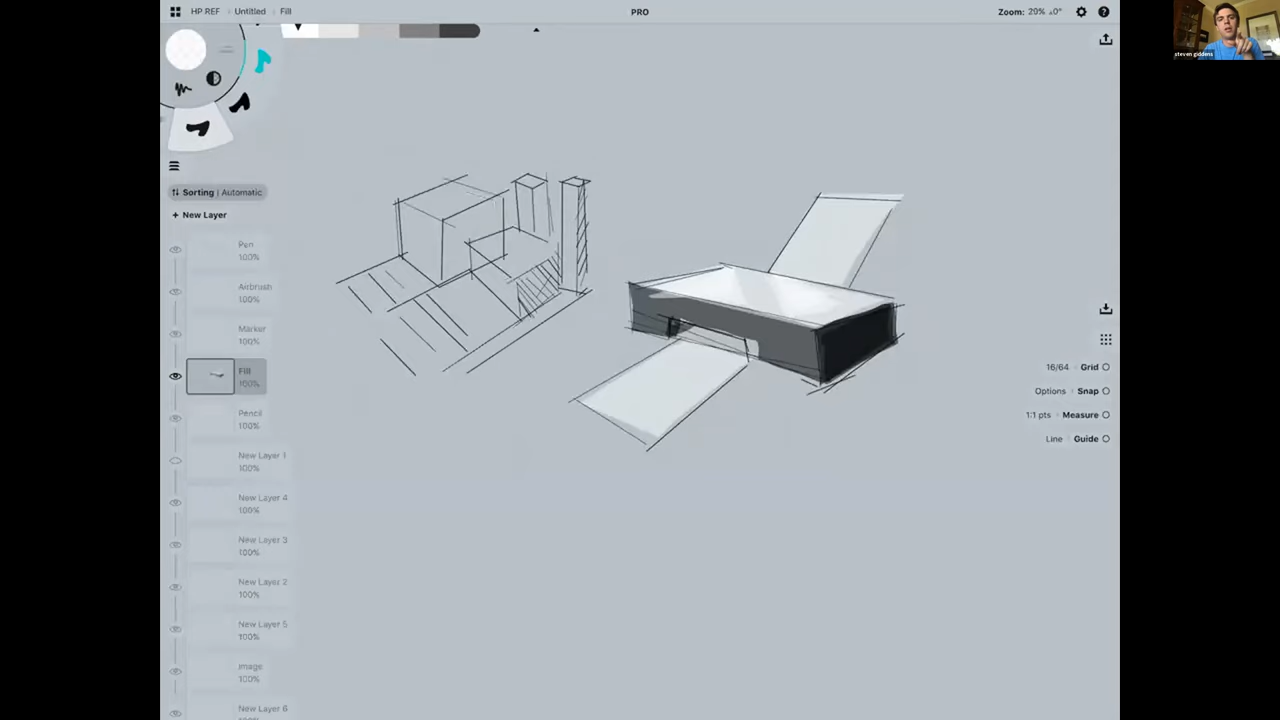 HP REF
Untitled
Fill
PRO
Zoom: 29% ⊿0°
steven giddens
Sorting | Automatic
+ New Layer
Pen
100%
Airbrush
100%
Marker
100%
Fill
100%
Pencil
100%
New Layer 1
100%
New Layer 4
100%
New Layer 3
100%
New Layer 2
100%
New Layer 5
100%
Image
100%
New Layer 6
16/64 Grid
Options Snap
1:1 pts Measure
Line Guide